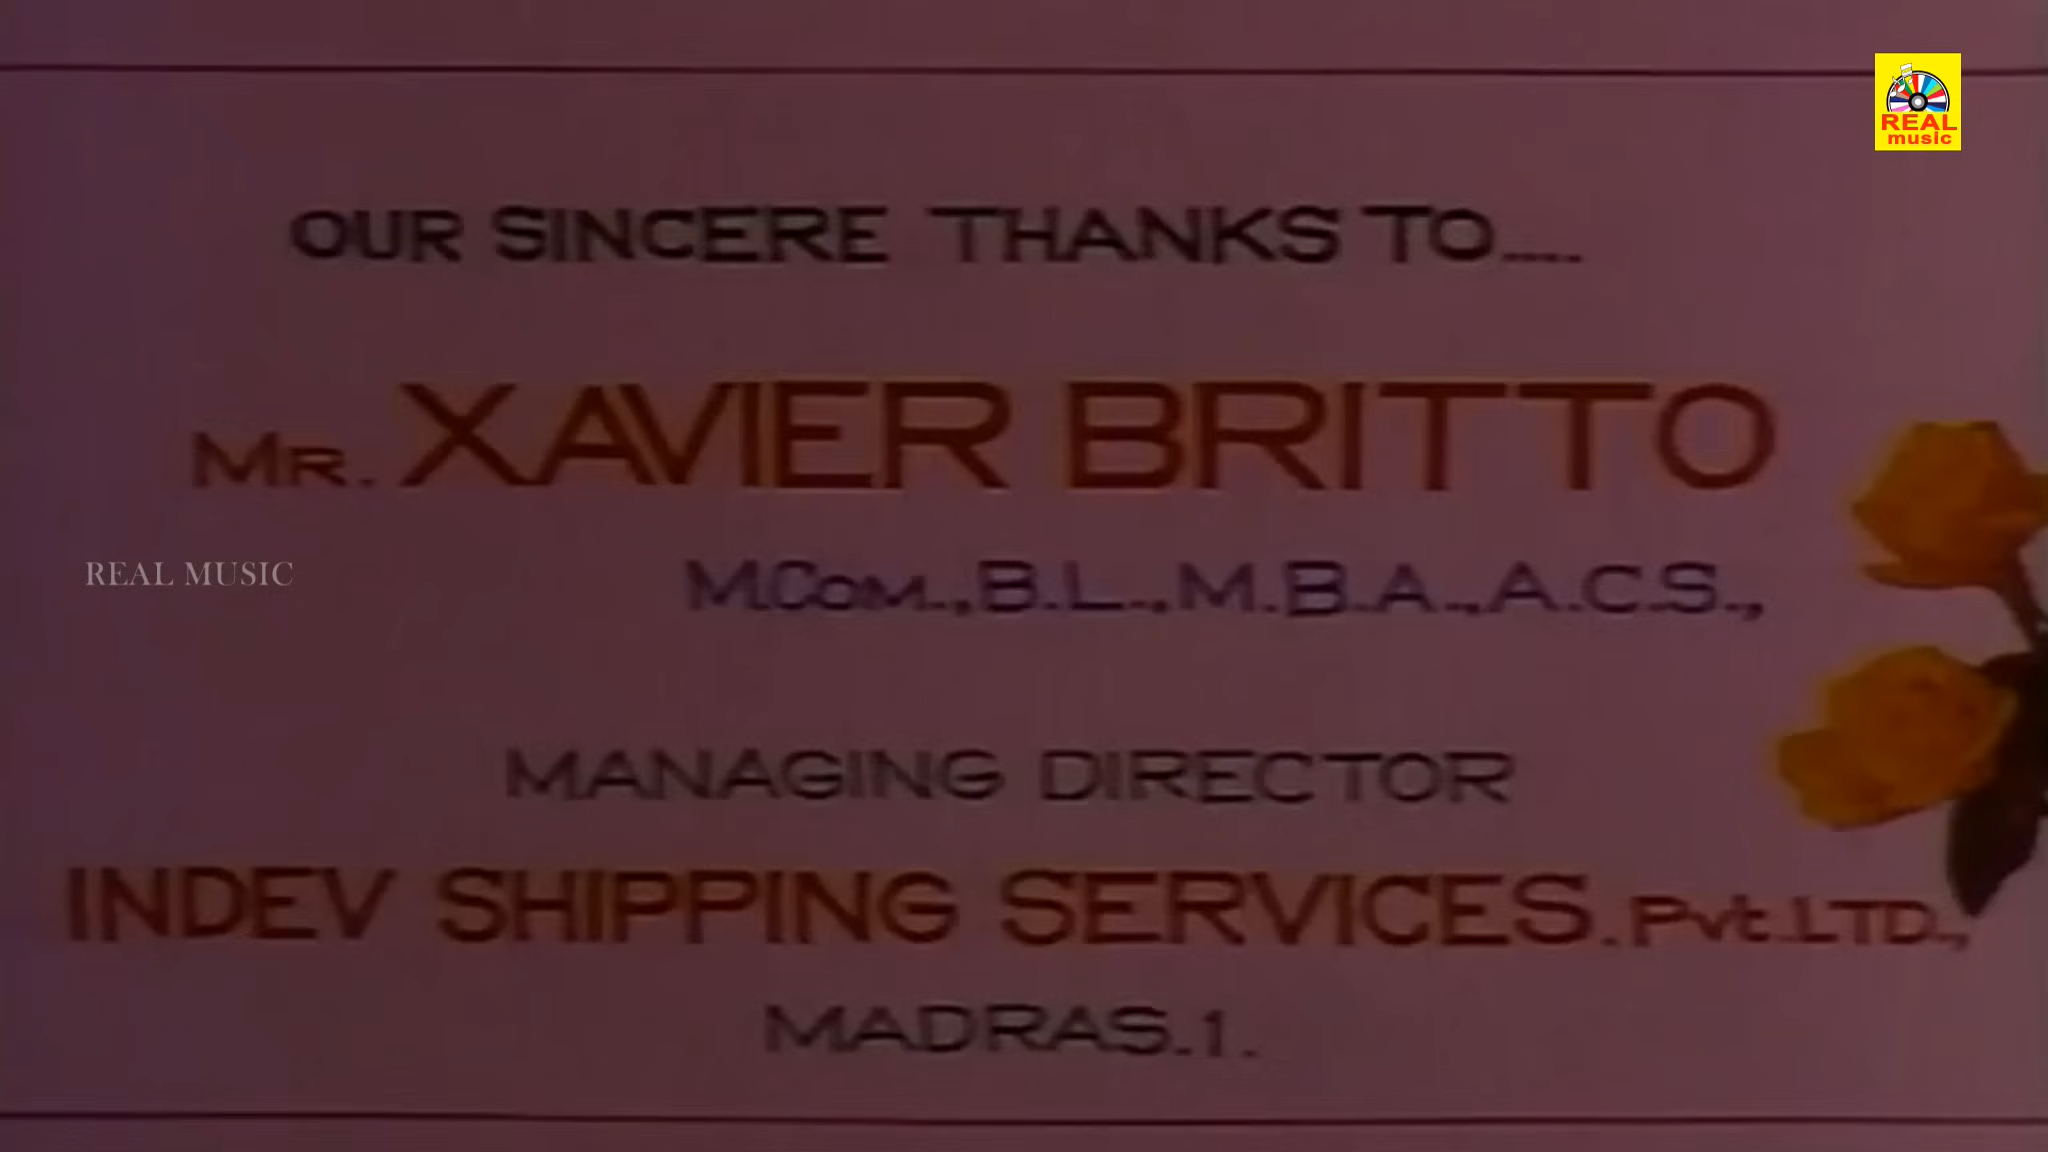 REAL
music
OUR SINCERE THANKS TO....
MR. XAVIER BRITTO
M.COM.,B.L.,M.B.A.,A.C.S.,
REAL MUSIC
MANAGING DIRECTOR
INDEV SHIPPING SERVICES.Pvt.LTD.,
MADRAS.1.